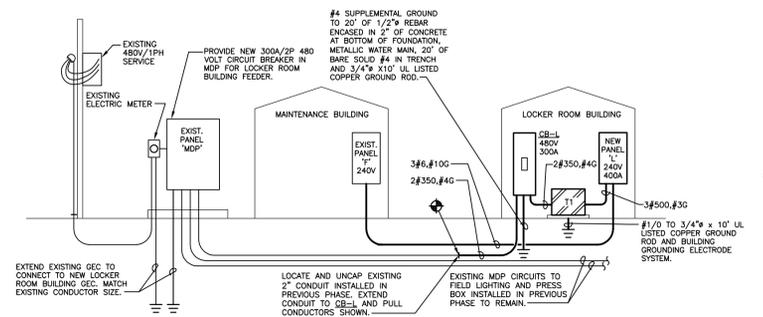 #4 SUPPLEMENTAL GROUND
TO 20' OF 1/2"ø REBAR
ENCASED IN 2" OF CONCRETE
AT BOTTOM OF FOUNDATION,
METALLIC WATER MAIN, 20' OF
BARE SOLID #4 IN TRENCH
AND 3/4"ø X10' UL LISTED
COPPER GROUND ROD.
EXISTING
480V/1PH
SERVICE
PROVIDE NEW 300A/2P 480
VOLT CIRCUIT BREAKER IN
MDP FOR LOCKER ROOM
BUILDING FEEDER.
EXISTING
ELECTRIC METER
EXIST.
PANEL
'MDP'
MAINTENANCE BUILDING
EXIST.
PANEL
'F'
240V
LOCKER ROOM BUILDING
CB-L
480V
300A
NEW
PANEL
'L'
240V
400A
3#6,#10G
2#350,#4G
2#350,#4G
T1
3#500,#3G
#1/0 TO 3/4"ø x 10' UL
LISTED COPPER GROUND
ROD AND BUILDING
GROUNDING ELECTRODE
SYSTEM.
EXTEND EXISTING GEC TO
CONNECT TO NEW LOCKER
ROOM BUILDING GEC. MATCH
EXISTING CONDUCTOR SIZE.
LOCATE AND UNCAP EXISTING
2" CONDUIT INSTALLED IN
PREVIOUS PHASE. EXTEND
CONDUIT TO CB-L AND PULL
CONDUCTORS SHOWN.
EXISTING MDP CIRCUITS TO
FIELD LIGHTING AND PRESS
BOX INSTALLED IN PREVIOUS
PHASE TO REMAIN.